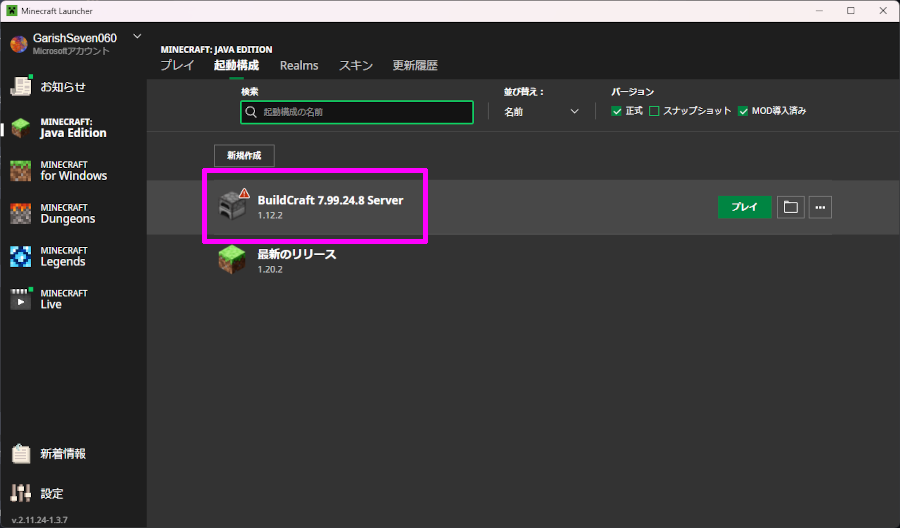 Minecraft Launcher
GarishSeven060
Microsoftアカウント
お知らせ
MINECRAFT:
Java Edition
MINECRAFT
for Windows
MINECRAFT
Dungeons
MINECRAFT
Legends
MINECRAFT
Live
新着情報
設定
v.2.11.24-1.3.7
MINECRAFT: JAVA EDITION
プレイ 起動構成 Realms スキン 更新履歴
検索 並び替え： バージョン
起動構成の名前 名前 正式 スナップショット MOD導入済み
新規作成
BuildCraft 7.99.24.8 Server
1.12.2
プレイ
最新のリリース
1.20.2